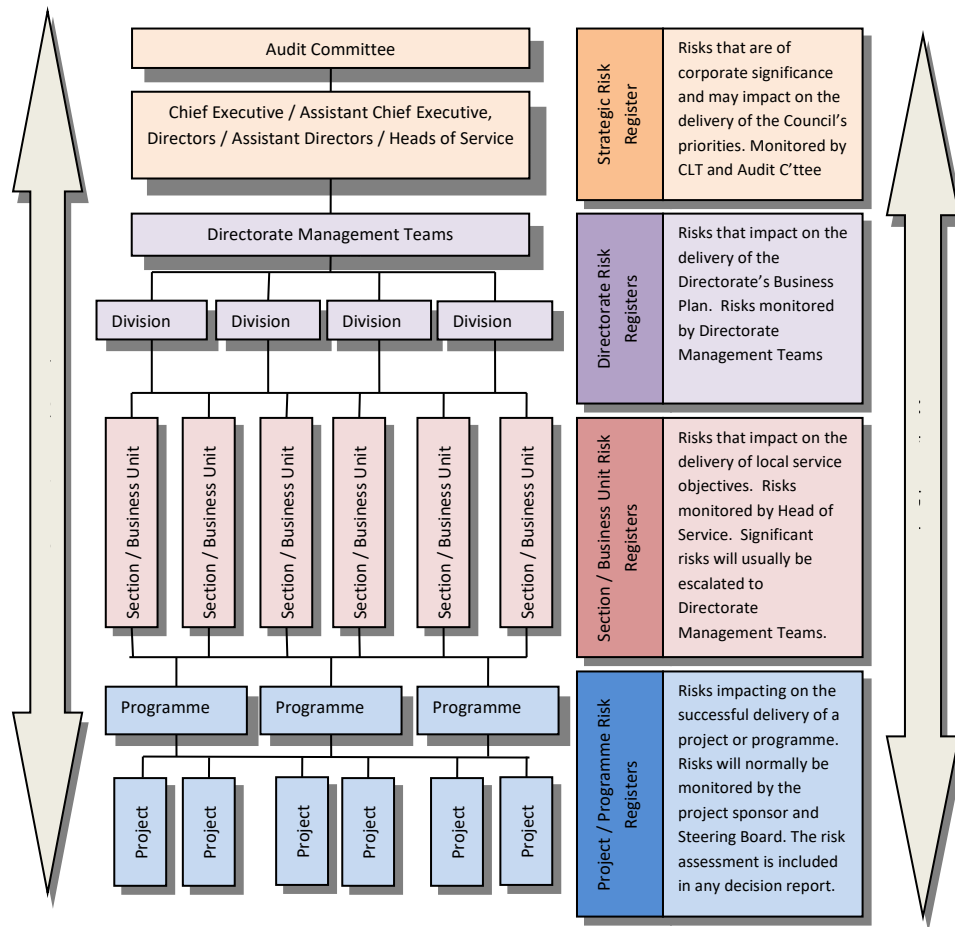 Audit Committee
Chief Executive / Assistant Chief Executive,
Directors / Assistant Directors / Heads of Service
Strategic Risk
Register
Risks that are of
corporate significance
and may impact on the
delivery of the Council's
priorities. Monitored by
CLT and Audit C'ttee
Directorate Management Teams
Division
Division
Division
Division
Directorate Risk
Registers
Risks that impact on the
delivery of the
Directorate's Business
Plan. Risks monitored
by Directorate
Management Teams
Section / Business Unit
Section / Business Unit
Section / Business Unit
Section / Business Unit
Section / Business Unit
Section / Business Unit
Section / Business Unit Risk
Registers
Risks that impact on the
delivery of local service
objectives. Risks
monitored by Head of
Service. Significant
risks will usually be
escalated to
Directorate
Management Teams.
Programme
Programme
Programme
Project
Project
Project
Project
Project
Project
Project / Programme Risk
Registers
Risks impacting on the
successful delivery of a
project or programme.
Risks will normally be
monitored by the
project sponsor and
Steering Board. The risk
assessment is included
in any decision report.